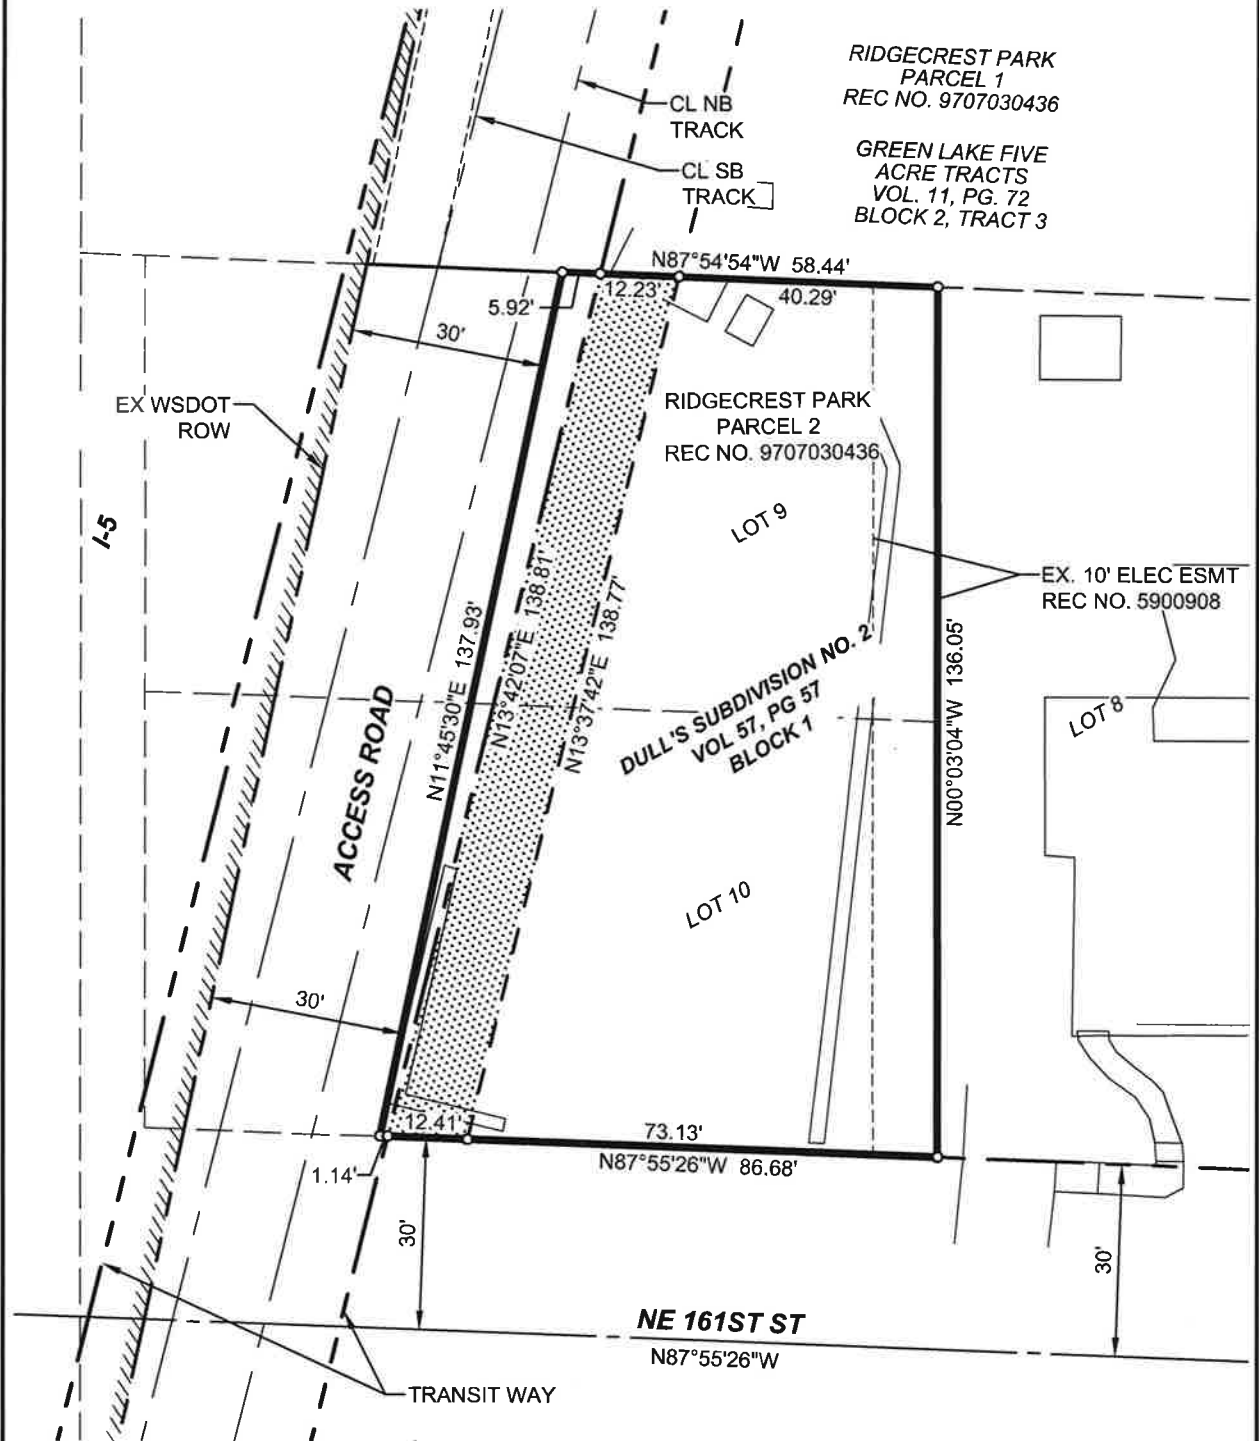 RIDGECREST PARK
PARCEL 1
REC NO. 9707030436
CL NB
TRACK
GREEN LAKE FIVE
ACRE TRACTS
VOL. 11, PG. 72
BLOCK 2, TRACT 3
CL SB
TRACK
N87°54'54"W 58.44'
5.92'
12.23'
40.29'
30'
EX WSDOT
ROW
RIDGECREST PARK
PARCEL 2
REC NO. 9707030436
I-5
LOT 9
EX. 10' ELEC ESMT
REC NO. 5900908
N11°45'30"E 137.93'
N13°42'07"E 138.81'
N13°37'42"E 138.77'
DULL'S SUBDIVISION NO. 2
VOL 57, PG 57
BLOCK 1
N00°03'04"W 136.05'
LOT 8
ACCESS ROAD
LOT 10
30'
12.41'
73.13'
N87°55'26"W 86.68'
1.14'
30'
30'
NE 161ST ST
N87°55'26"W
TRANSIT WAY